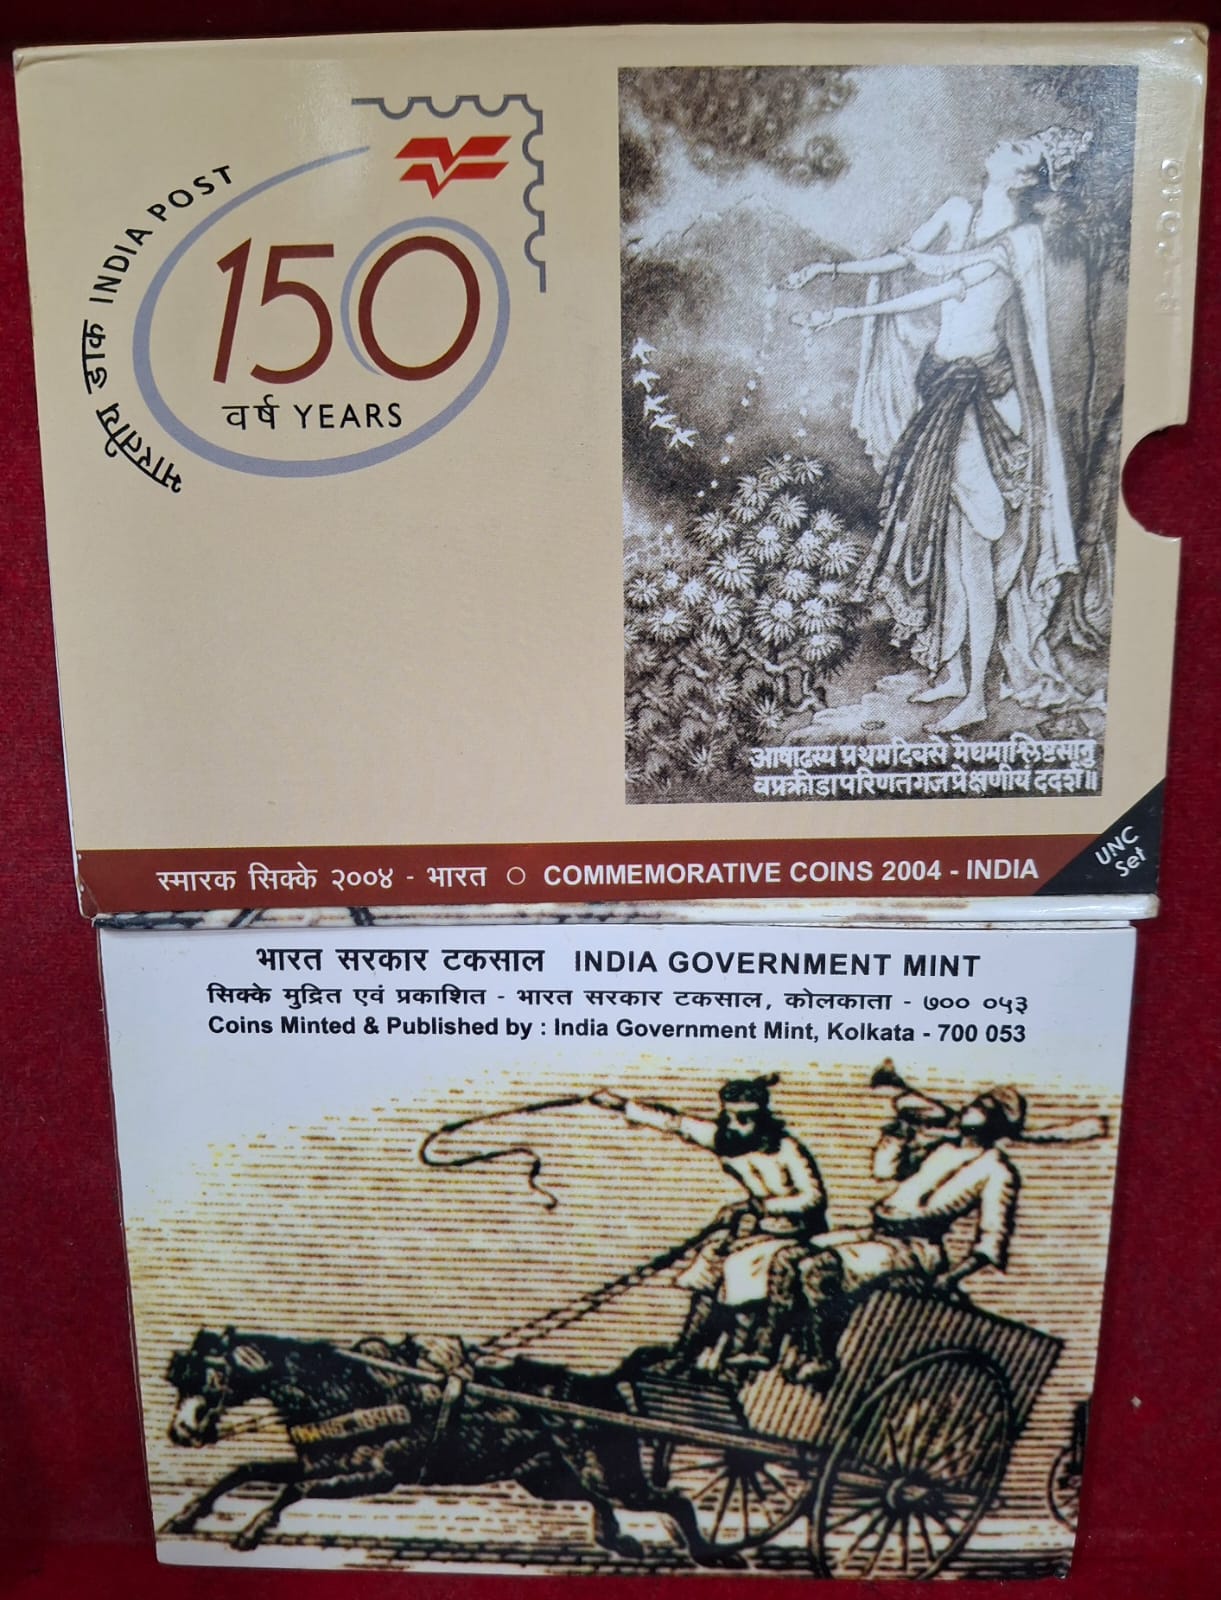 भारतीय डाक INDIA POST
150
वर्ष YEARS
आषाढस्य प्रथमदिवसे मेघमाश्लिष्टसानुं
वप्रक्रीडापरिणतगजप्रेक्षणीयं ददर्श॥
UNC
Set
स्मारक सिक्के २००४ - भारत ○ COMMEMORATIVE COINS 2004 - INDIA
भारत सरकार टकसाल INDIA GOVERNMENT MINT
सिक्के मुद्रित एवं प्रकाशित - भारत सरकार टकसाल, कोलकाता - ७०० ०५३
Coins Minted & Published by : India Government Mint, Kolkata - 700 053